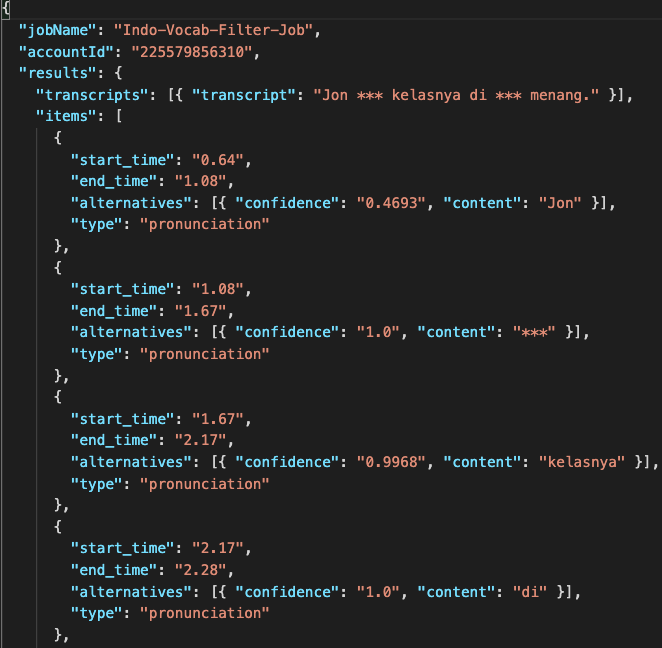 {
"jobName": "Indo-Vocab-Filter-Job",
"accountId": "225579856310",
"results": {
"transcripts": [{ "transcript": "Jon *** kelasnya di *** menang." }],
"items": [
{
"start_time": "0.64",
"end_time": "1.08",
"alternatives": [{ "confidence": "0.4693", "content": "Jon" }],
"type": "pronunciation"
},
{
"start_time": "1.08",
"end_time": "1.67",
"alternatives": [{ "confidence": "1.0", "content": "***" }],
"type": "pronunciation"
},
{
"start_time": "1.67",
"end_time": "2.17",
"alternatives": [{ "confidence": "0.9968", "content": "kelasnya" }],
"type": "pronunciation"
},
{
"start_time": "2.17",
"end_time": "2.28",
"alternatives": [{ "confidence": "1.0", "content": "di" }],
"type": "pronunciation"
},